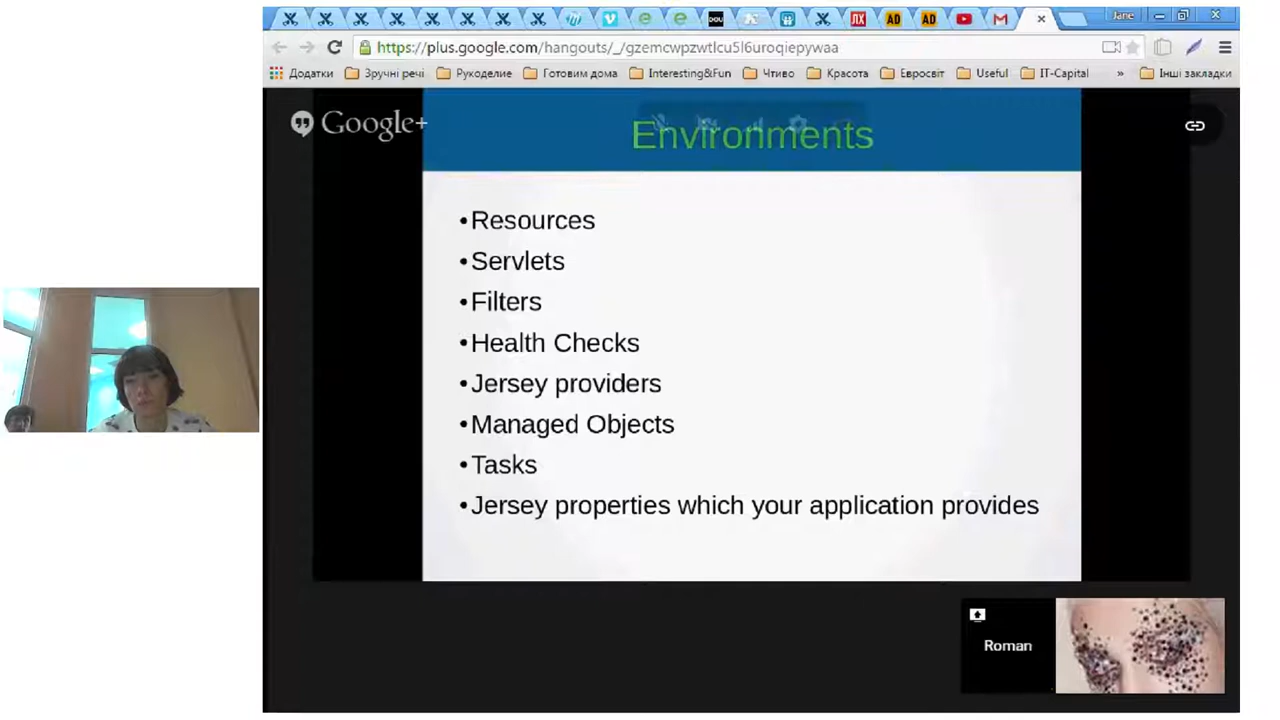 Jane
https://plus.google.com/hangouts/_/gzemcwpzwtlcu5l6uroqiepywaa
Додатки
Зручні речі
Рукоделие
Готовим дома
Interesting&Fun
Чтиво
Красота
Евросвіт
Useful
IT-Capital
»
Інші закладки
Google+
Environments
•Resources
•Servlets
•Filters
•Health Checks
•Jersey providers
•Managed Objects
•Tasks
•Jersey properties which your application provides
Roman